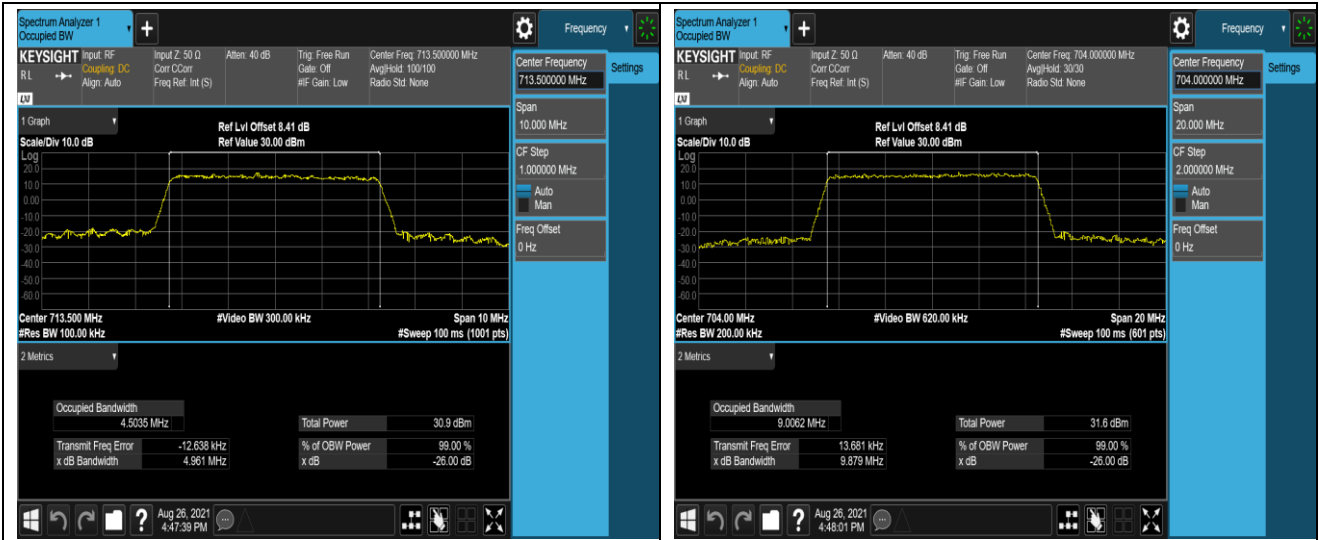 Spectrum Analyzer 1
Occupied BW
+
Frequency
KEYSIGHT
Input: RF
Coupling: DC
Align: Auto
Input Z: 50 Ω
Corr CCorr
Freq Ref: Int (S)
Atten: 40 dB
Trig: Free Run
Gate: Off
#IF Gain: Low
Center Freq: 713.500000 MHz
Avg|Hold: 100/100
Radio Std: None
RL
LXI
Center Frequency
713.500000 MHz
Settings
Span
10.000 MHz
CF Step
1.000000 MHz
Auto
Man
Freq Offset
0 Hz
1 Graph
Ref Lvl Offset 8.41 dB
Scale/Div 10.0 dB
Ref Value 30.00 dBm
Log
20.0
10.0
0.00
-10.0
-20.0
-30.0
-40.0
-50.0
-60.0
Center 713.500 MHz
#Video BW 300.00 kHz
Span 10 MHz
#Res BW 100.00 kHz
#Sweep 100 ms (1001 pts)
2 Metrics
Occupied Bandwidth
4.5035 MHz
Total Power 30.9 dBm
Transmit Freq Error -12.638 kHz
% of OBW Power 99.00 %
x dB Bandwidth 4.961 MHz
x dB -26.00 dB
?
Aug 26, 2021
4:47:39 PM
Spectrum Analyzer 1
Occupied BW
+
Frequency
KEYSIGHT
Input: RF
Coupling: DC
Align: Auto
Input Z: 50 Ω
Corr CCorr
Freq Ref: Int (S)
Atten: 40 dB
Trig: Free Run
Gate: Off
#IF Gain: Low
Center Freq: 704.000000 MHz
Avg|Hold: 30/30
Radio Std: None
RL
LXI
Center Frequency
704.000000 MHz
Settings
Span
20.000 MHz
CF Step
2.000000 MHz
Auto
Man
Freq Offset
0 Hz
1 Graph
Ref Lvl Offset 8.41 dB
Scale/Div 10.0 dB
Ref Value 30.00 dBm
Log
20.0
10.0
0.00
-10.0
-20.0
-30.0
-40.0
-50.0
-60.0
Center 704.00 MHz
#Video BW 620.00 kHz
Span 20 MHz
#Res BW 200.00 kHz
#Sweep 100 ms (601 pts)
2 Metrics
Occupied Bandwidth
9.0062 MHz
Total Power 31.6 dBm
Transmit Freq Error 13.681 kHz
% of OBW Power 99.00 %
x dB Bandwidth 9.879 MHz
x dB -26.00 dB
?
Aug 26, 2021
4:48:01 PM